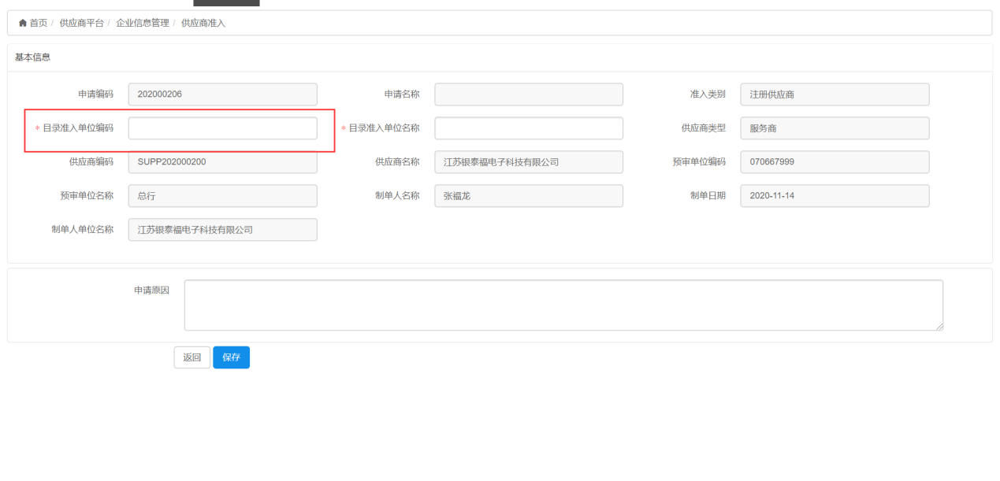 首页 / 供应商平台 / 企业信息管理 / 供应商准入
基本信息
申请编码 202000206 申请名称 准入类别 注册供应商
* 目录准入单位编码 * 目录准入单位名称 供应商类型 服务商
供应商编码 SUPP202000200 供应商名称 江苏银泰福电子科技有限公司 预审单位编码 070667999
预审单位名称 总行 制单人名称 张福龙 制单日期 2020-11-14
制单人单位名称 江苏银泰福电子科技有限公司
申请原因
返回 保存